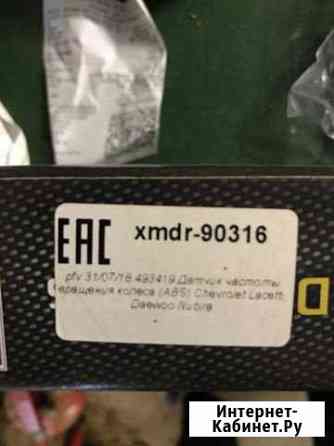 EAC xmdr-90316
pfv 31/07/18 493419 Датчик частоты
вращения колеса (ABS) Chevrolet Lacetti,
Daewoo Nubira
Интернет-
Кабинет.Ру